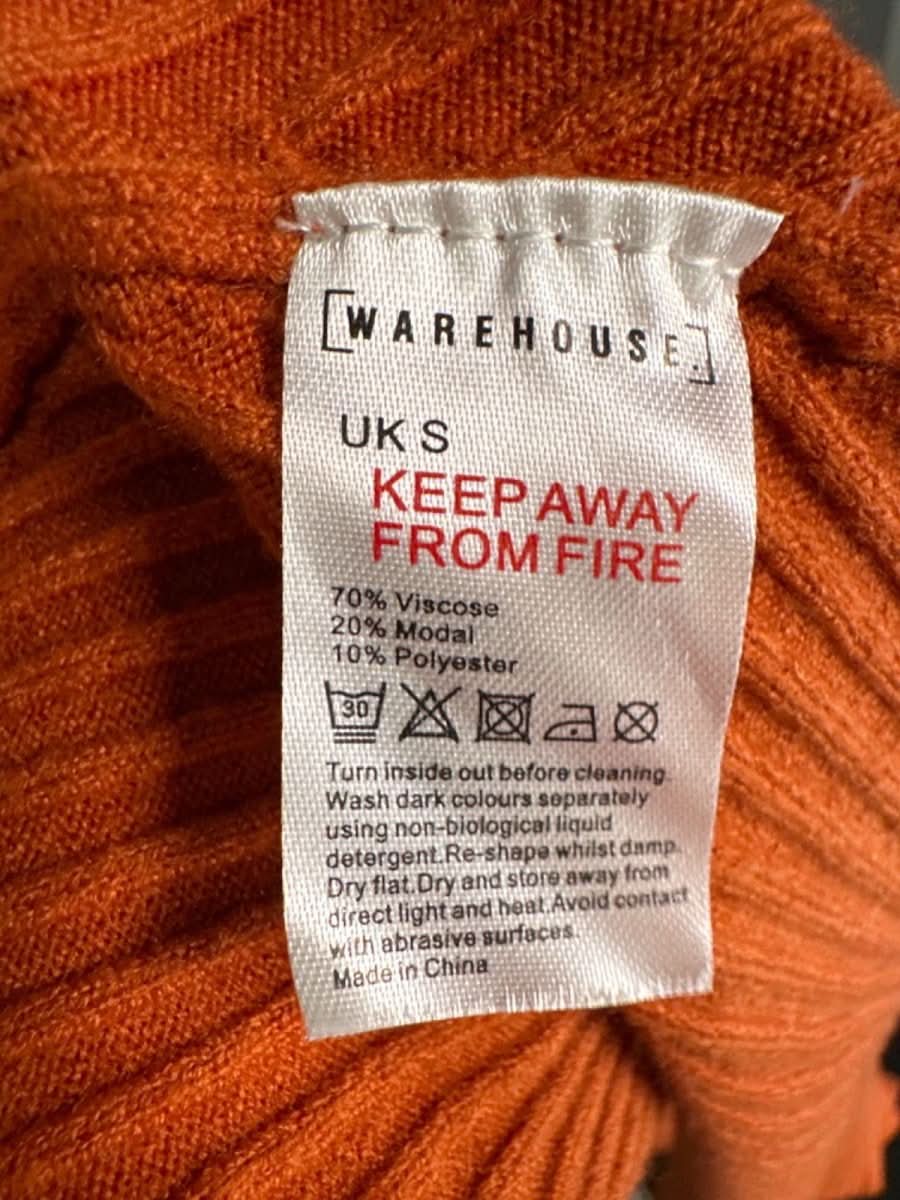 [WAREHOUSE.]
UK S
KEEP AWAY
FROM FIRE
70% Viscose
20% Modal
10% Polyester
30
Turn inside out before cleaning.
Wash dark colours separately
using non-biological liquid
detergent.Re-shape whilst damp.
Dry flat.Dry and store away from
direct light and heat.Avoid contact
with abrasive surfaces.
Made in China